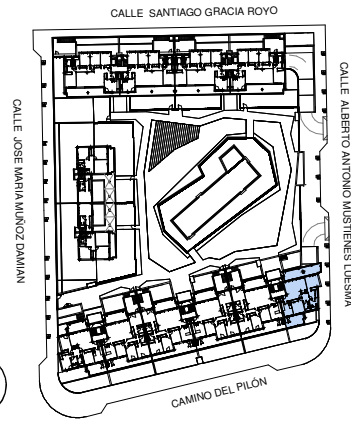 CALLE SANTIAGO GRACIA ROYO
CALLE JOSE MARIA MUÑOZ DAMIAN
CALLE ALBERTO ANTONIO MUSTIENES LUESMA
CAMINO DEL PILÓN